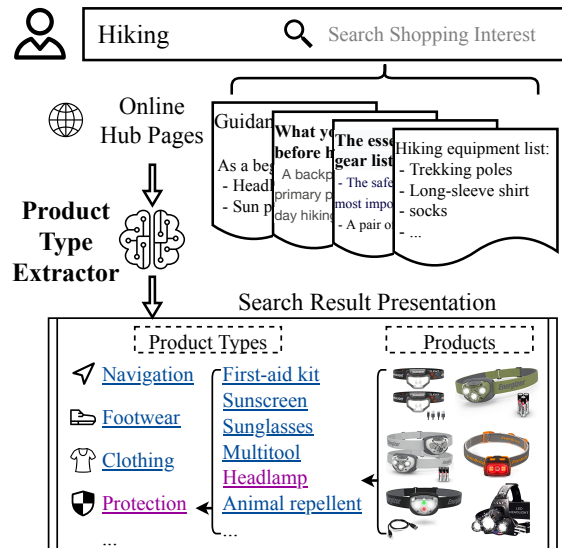 Hiking
Search Shopping Interest
Online
Hub Pages
Product
Type
Extractor
Guidan
As a beg
- Headl
- Sun p
What yo
before h
A backp
primary p
day hiking
The esse
gear list
- The safe
most impo
- A pair o
Hiking equipment list:
- Trekking poles
- Long-sleeve shirt
- socks
- ...
Search Result Presentation
Product Types
Products
Navigation
Footwear
Clothing
Protection
...
First-aid kit
Sunscreen
Sunglasses
Multitool
Headlamp
Animal repellent
...